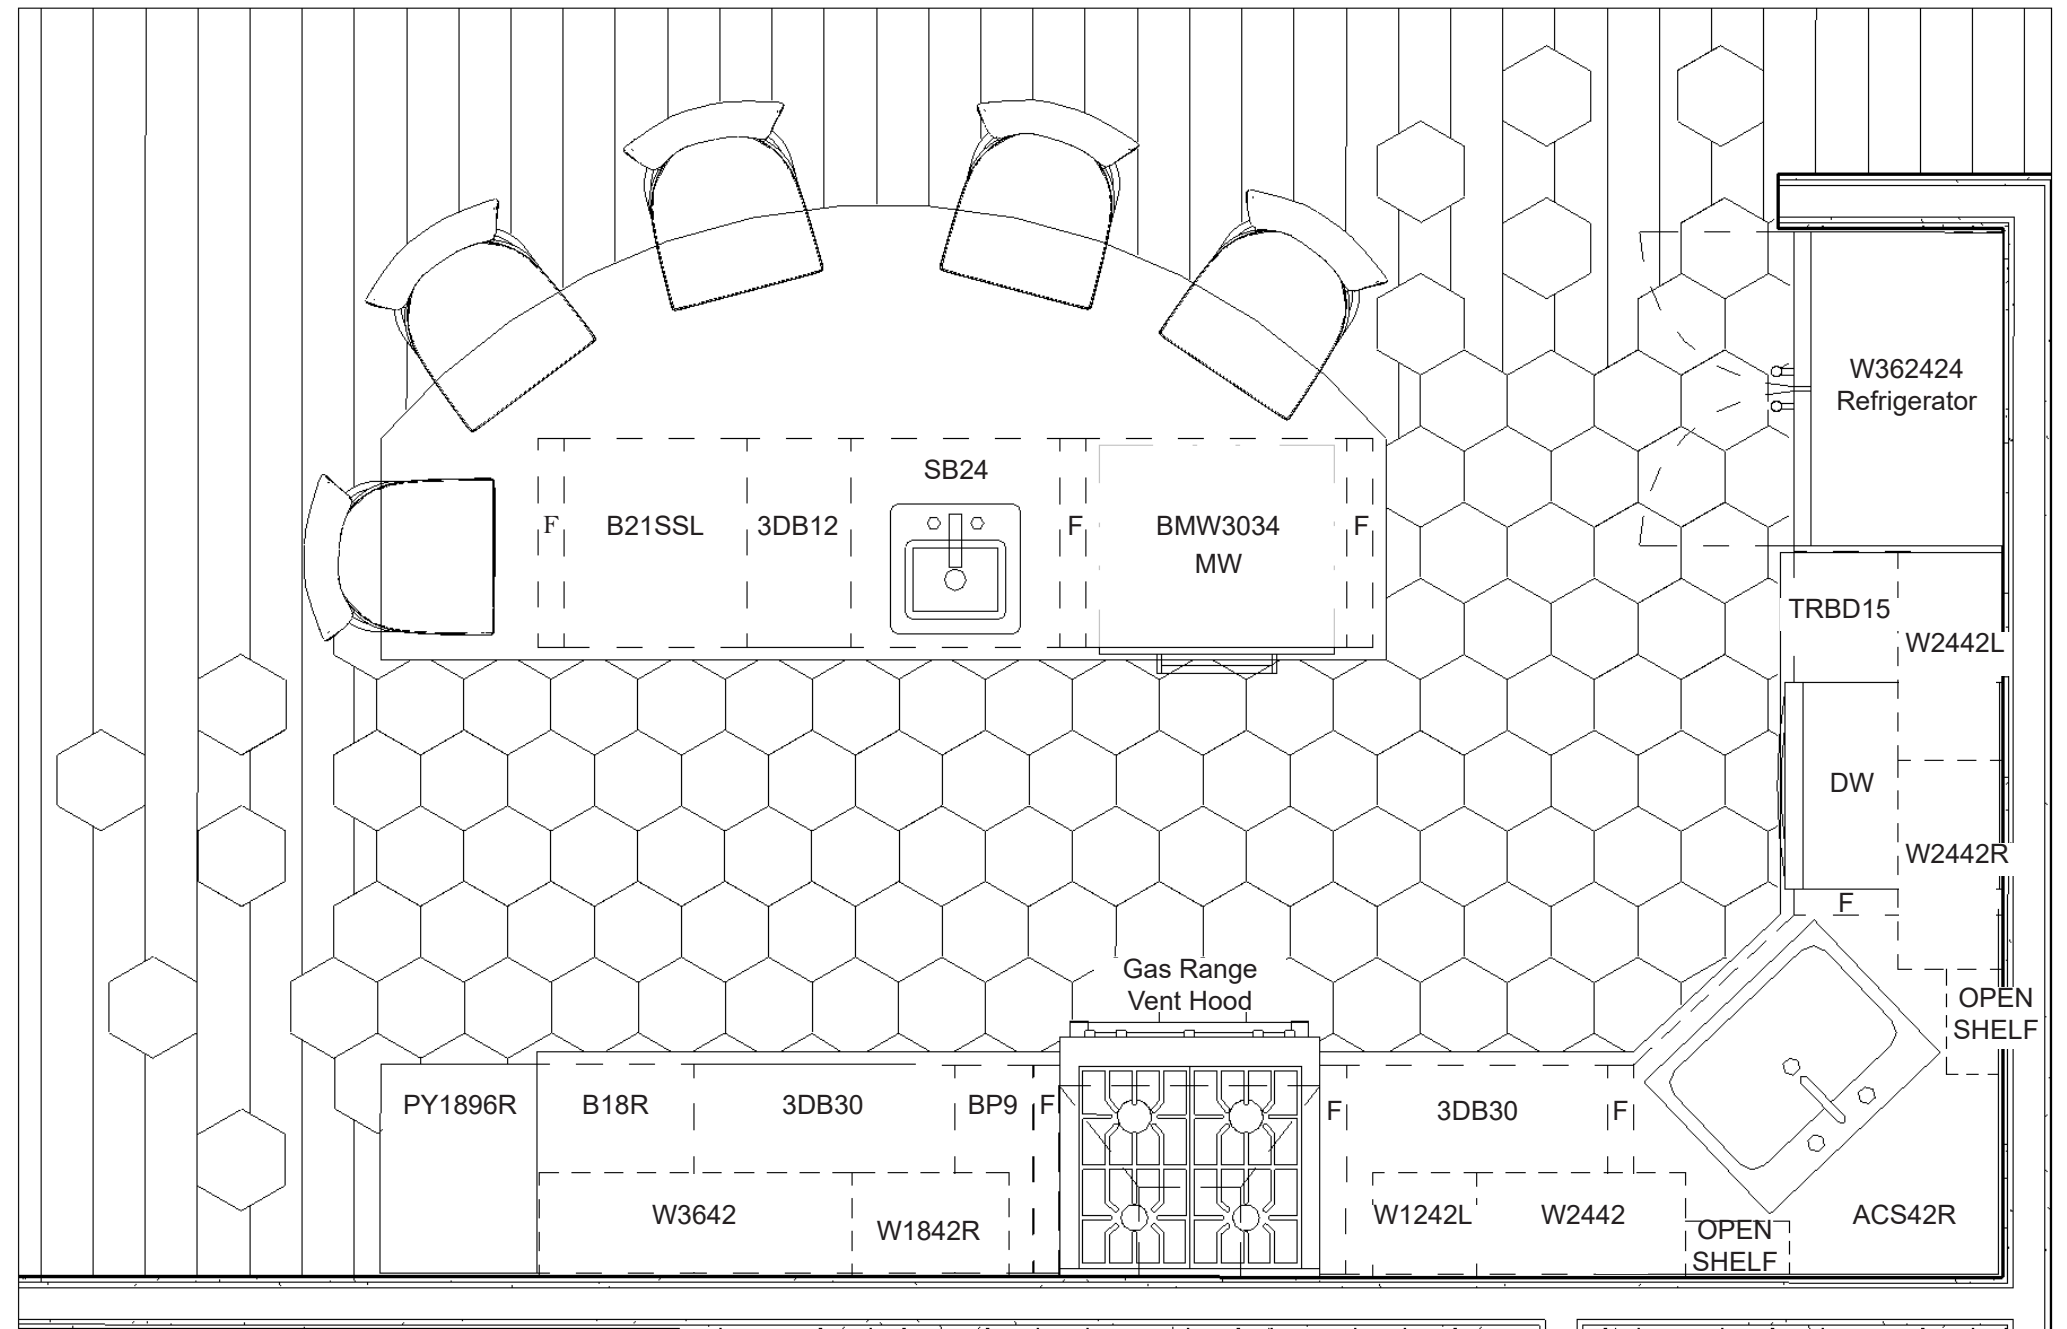 W362424
Refrigerator
SB24
F
B21SSL
3DB12
F
BMW3034
MW
F
TRBD15
W2442L
DW
W2442R
F
OPEN
SHELF
Gas Range
Vent Hood
PY1896R
B18R
3DB30
BP9
F
F
3DB30
F
W3642
W1842R
W1242L
W2442
OPEN
SHELF
ACS42R